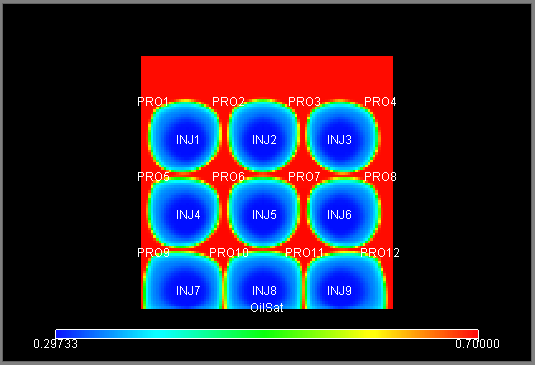 PRO1 PRO2 PRO3 PRO4
INJ1 INJ2 INJ3
PRO5 PRO6 PRO7 PRO8
INJ4 INJ5 INJ6
PRO9 PRO10 PRO11 PRO12
INJ7 INJ8 INJ9
OilSat
0.29733 0.70000